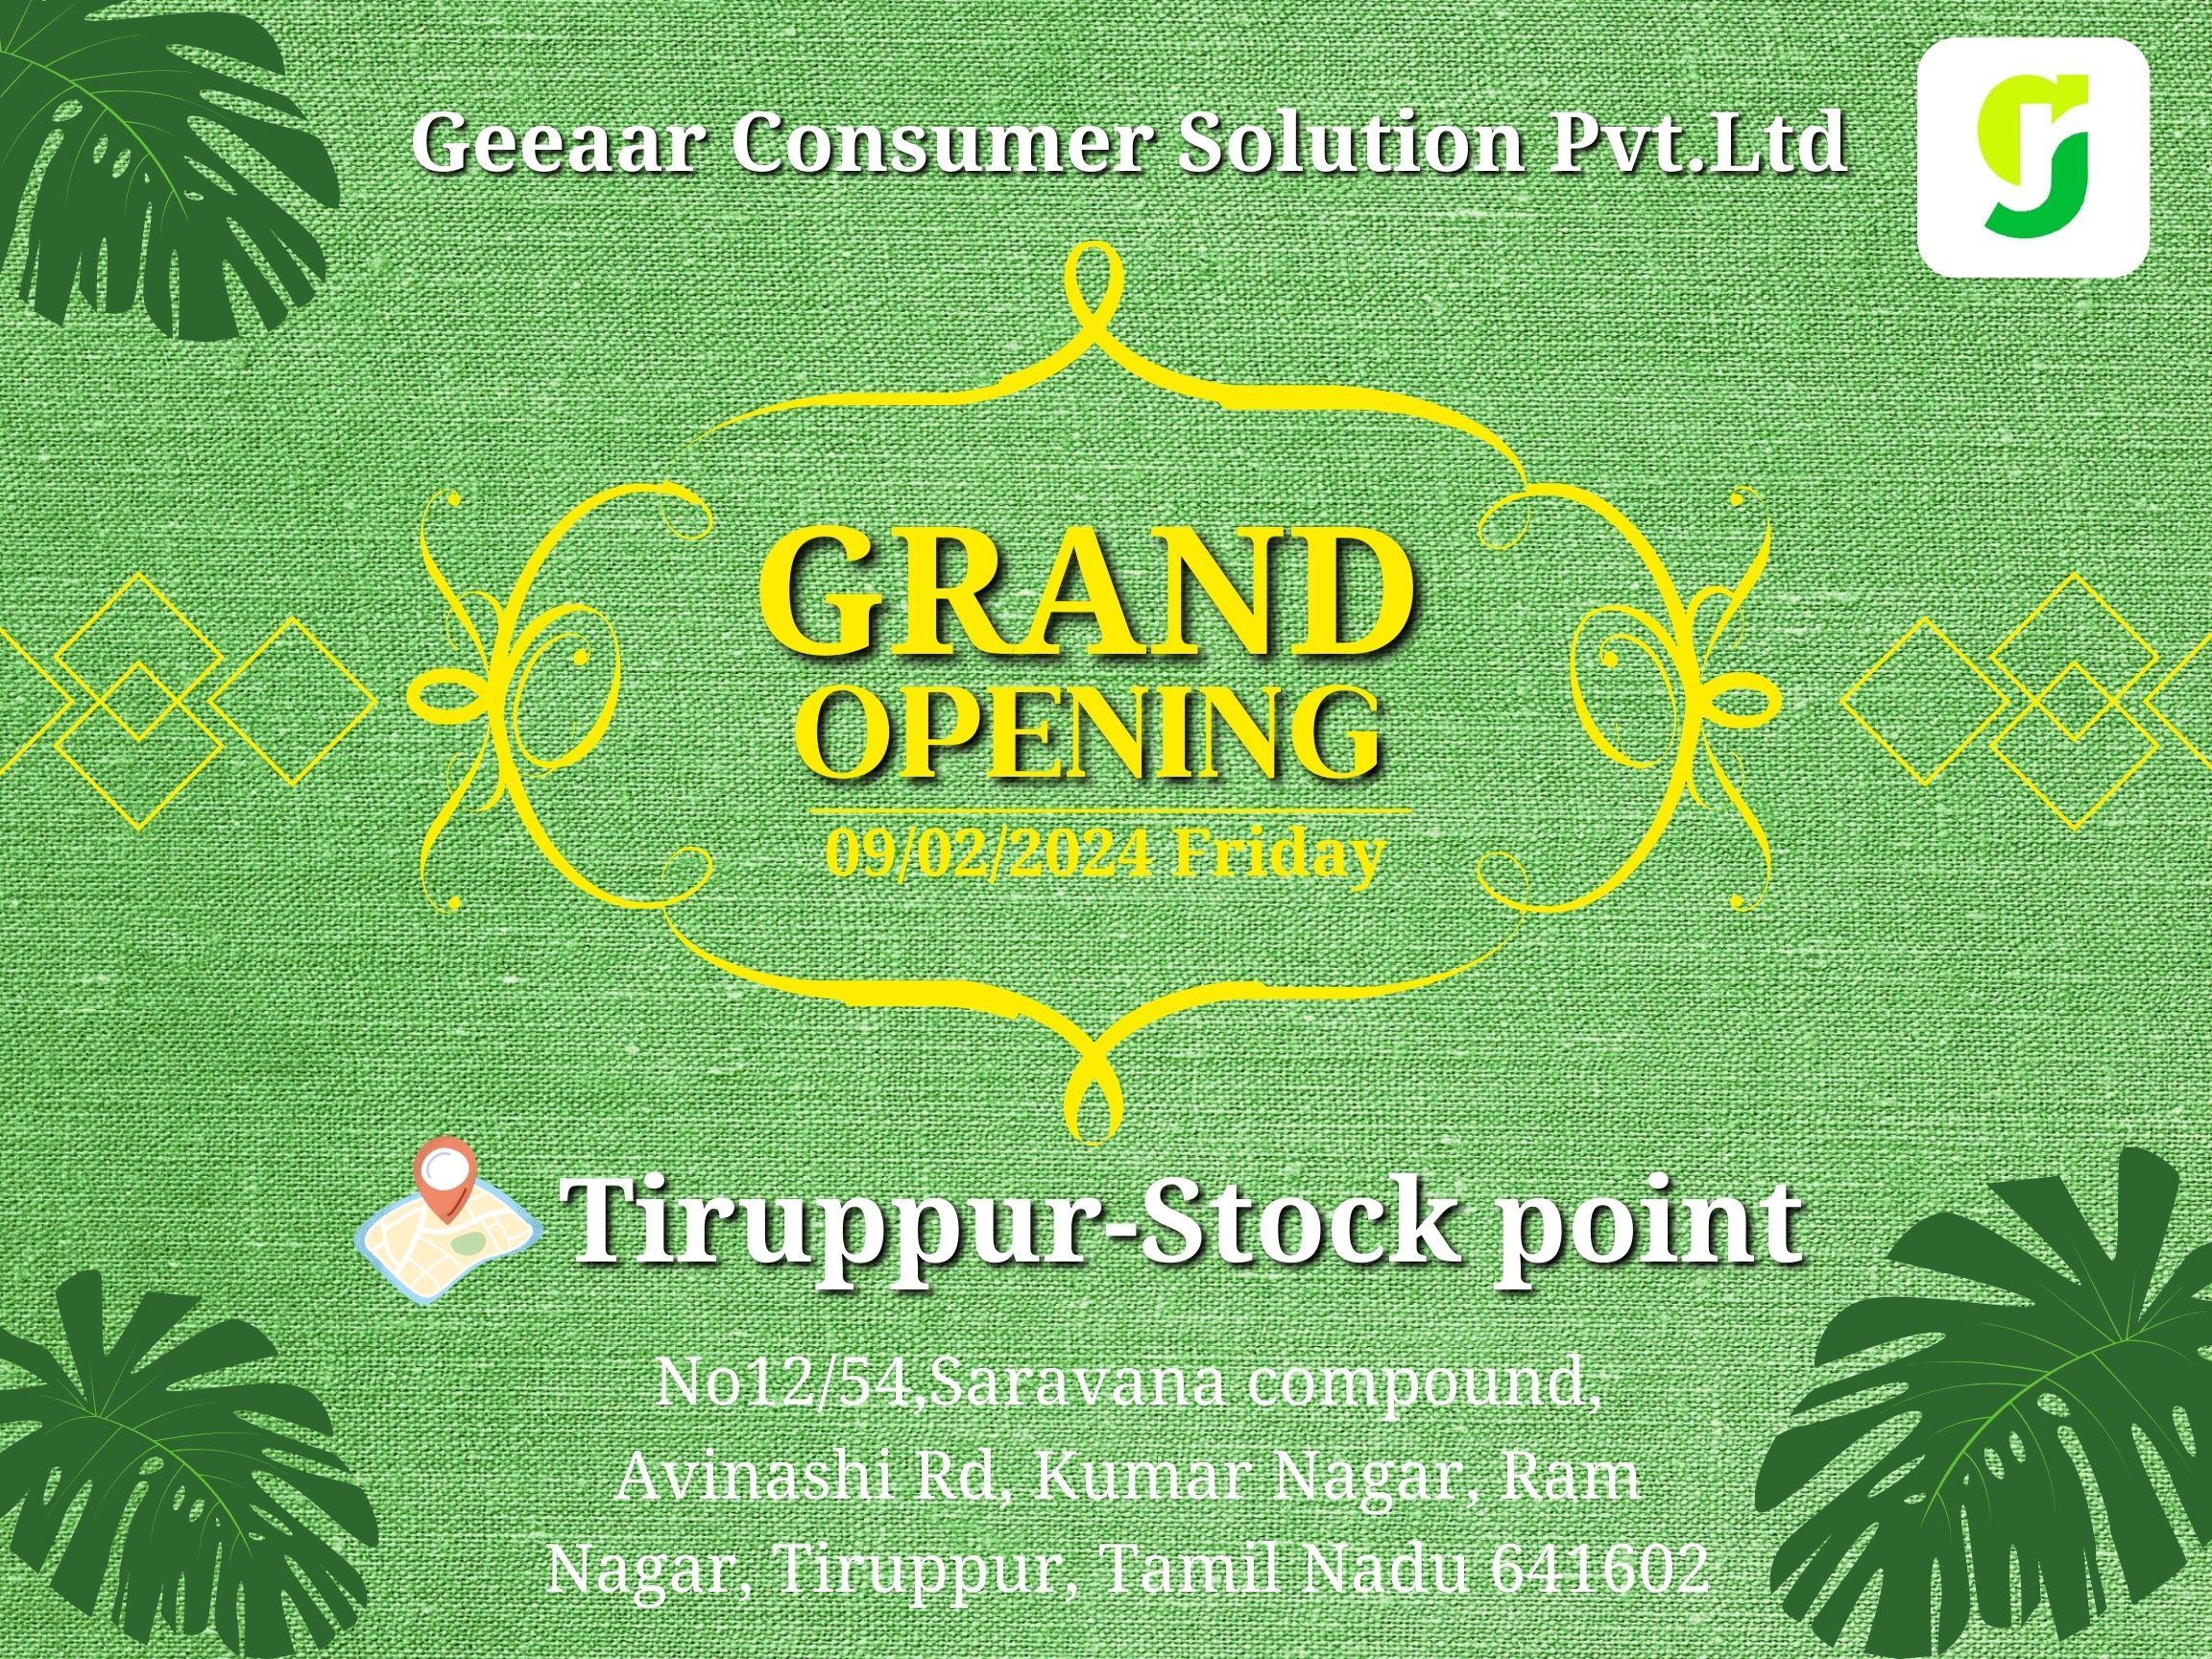 Geeaar Consumer Solution Pvt.Ltd
gr
GRAND
OPENING
09/02/2024 Friday
Tiruppur-Stock point
No12/54,Saravana compound,
Avinashi Rd, Kumar Nagar, Ram
Nagar, Tiruppur, Tamil Nadu 641602